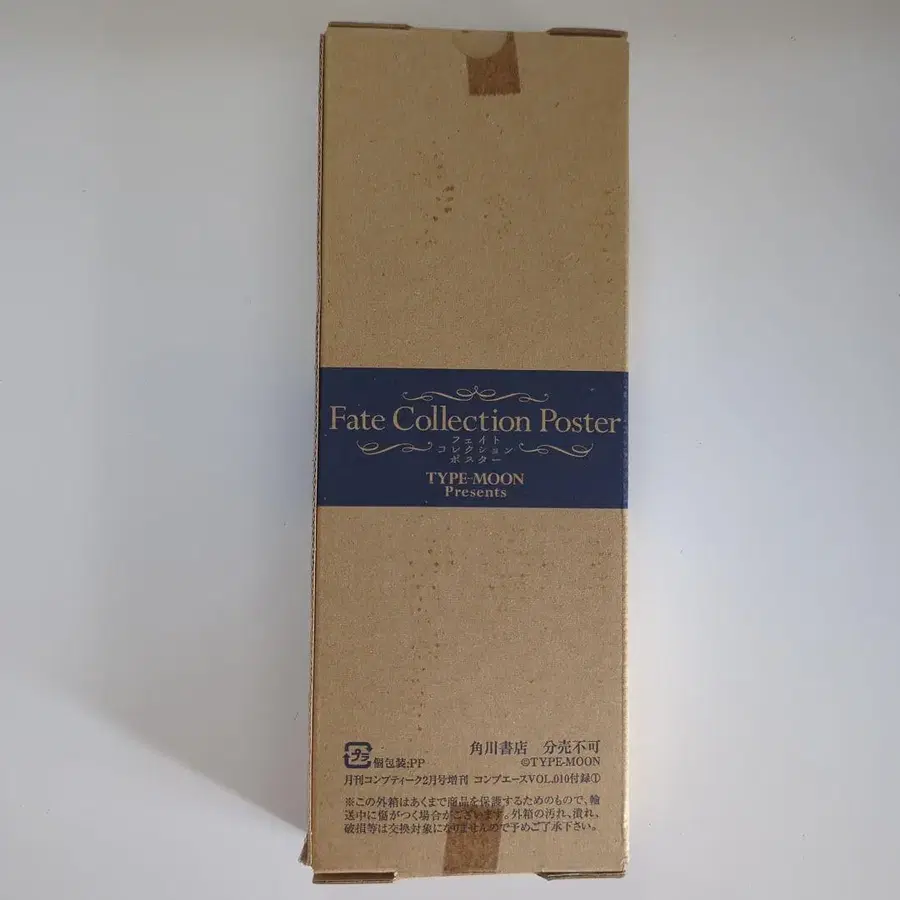 Fate Collection Poster
フェイト
コレクション
ポスター
TYPE-MOON
Presents
角川書店 分売不可
プラ 個包装:PP ©TYPE-MOON
月刊コンプティーク2月号増刊 コンプエースVOL.010付録①
※この外箱はあくまで商品を保護するためのもので、輸
送中に傷がつく場合がございます。外箱の汚れ、潰れ、
破損等は交換対象になりませんので予めご了承下さい。